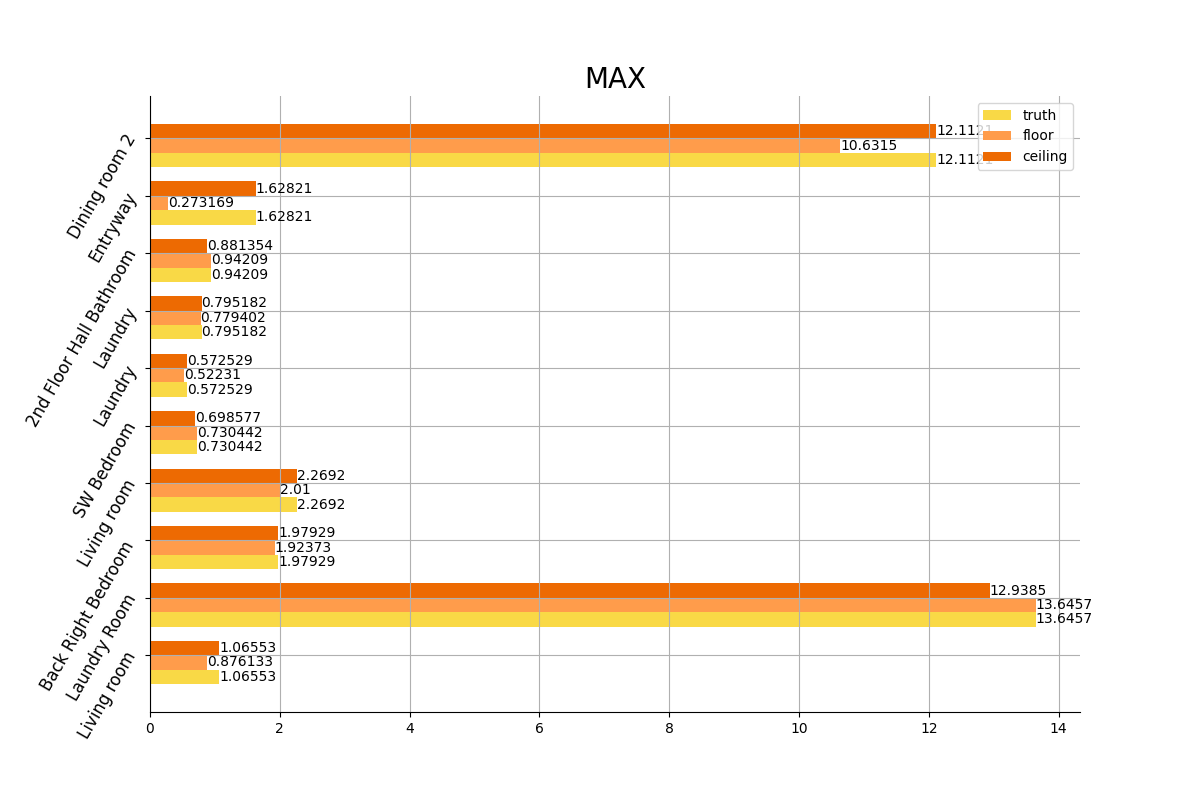 MAX
truth
floor
ceiling
Dining room 2
12.1121
10.6315
12.1121
Entryway
1.62821
0.273169
1.62821
2nd Floor Hall Bathroom
0.881354
0.94209
0.94209
Laundry
0.795182
0.779402
0.795182
Laundry
0.572529
0.52231
0.572529
SW Bedroom
0.698577
0.730442
0.730442
Living room
2.2692
2.01
2.2692
Back Right Bedroom
1.97929
1.92373
1.97929
Laundry Room
12.9385
13.6457
13.6457
Living room
1.06553
0.876133
1.06553
0 2 4 6 8 10 12 14